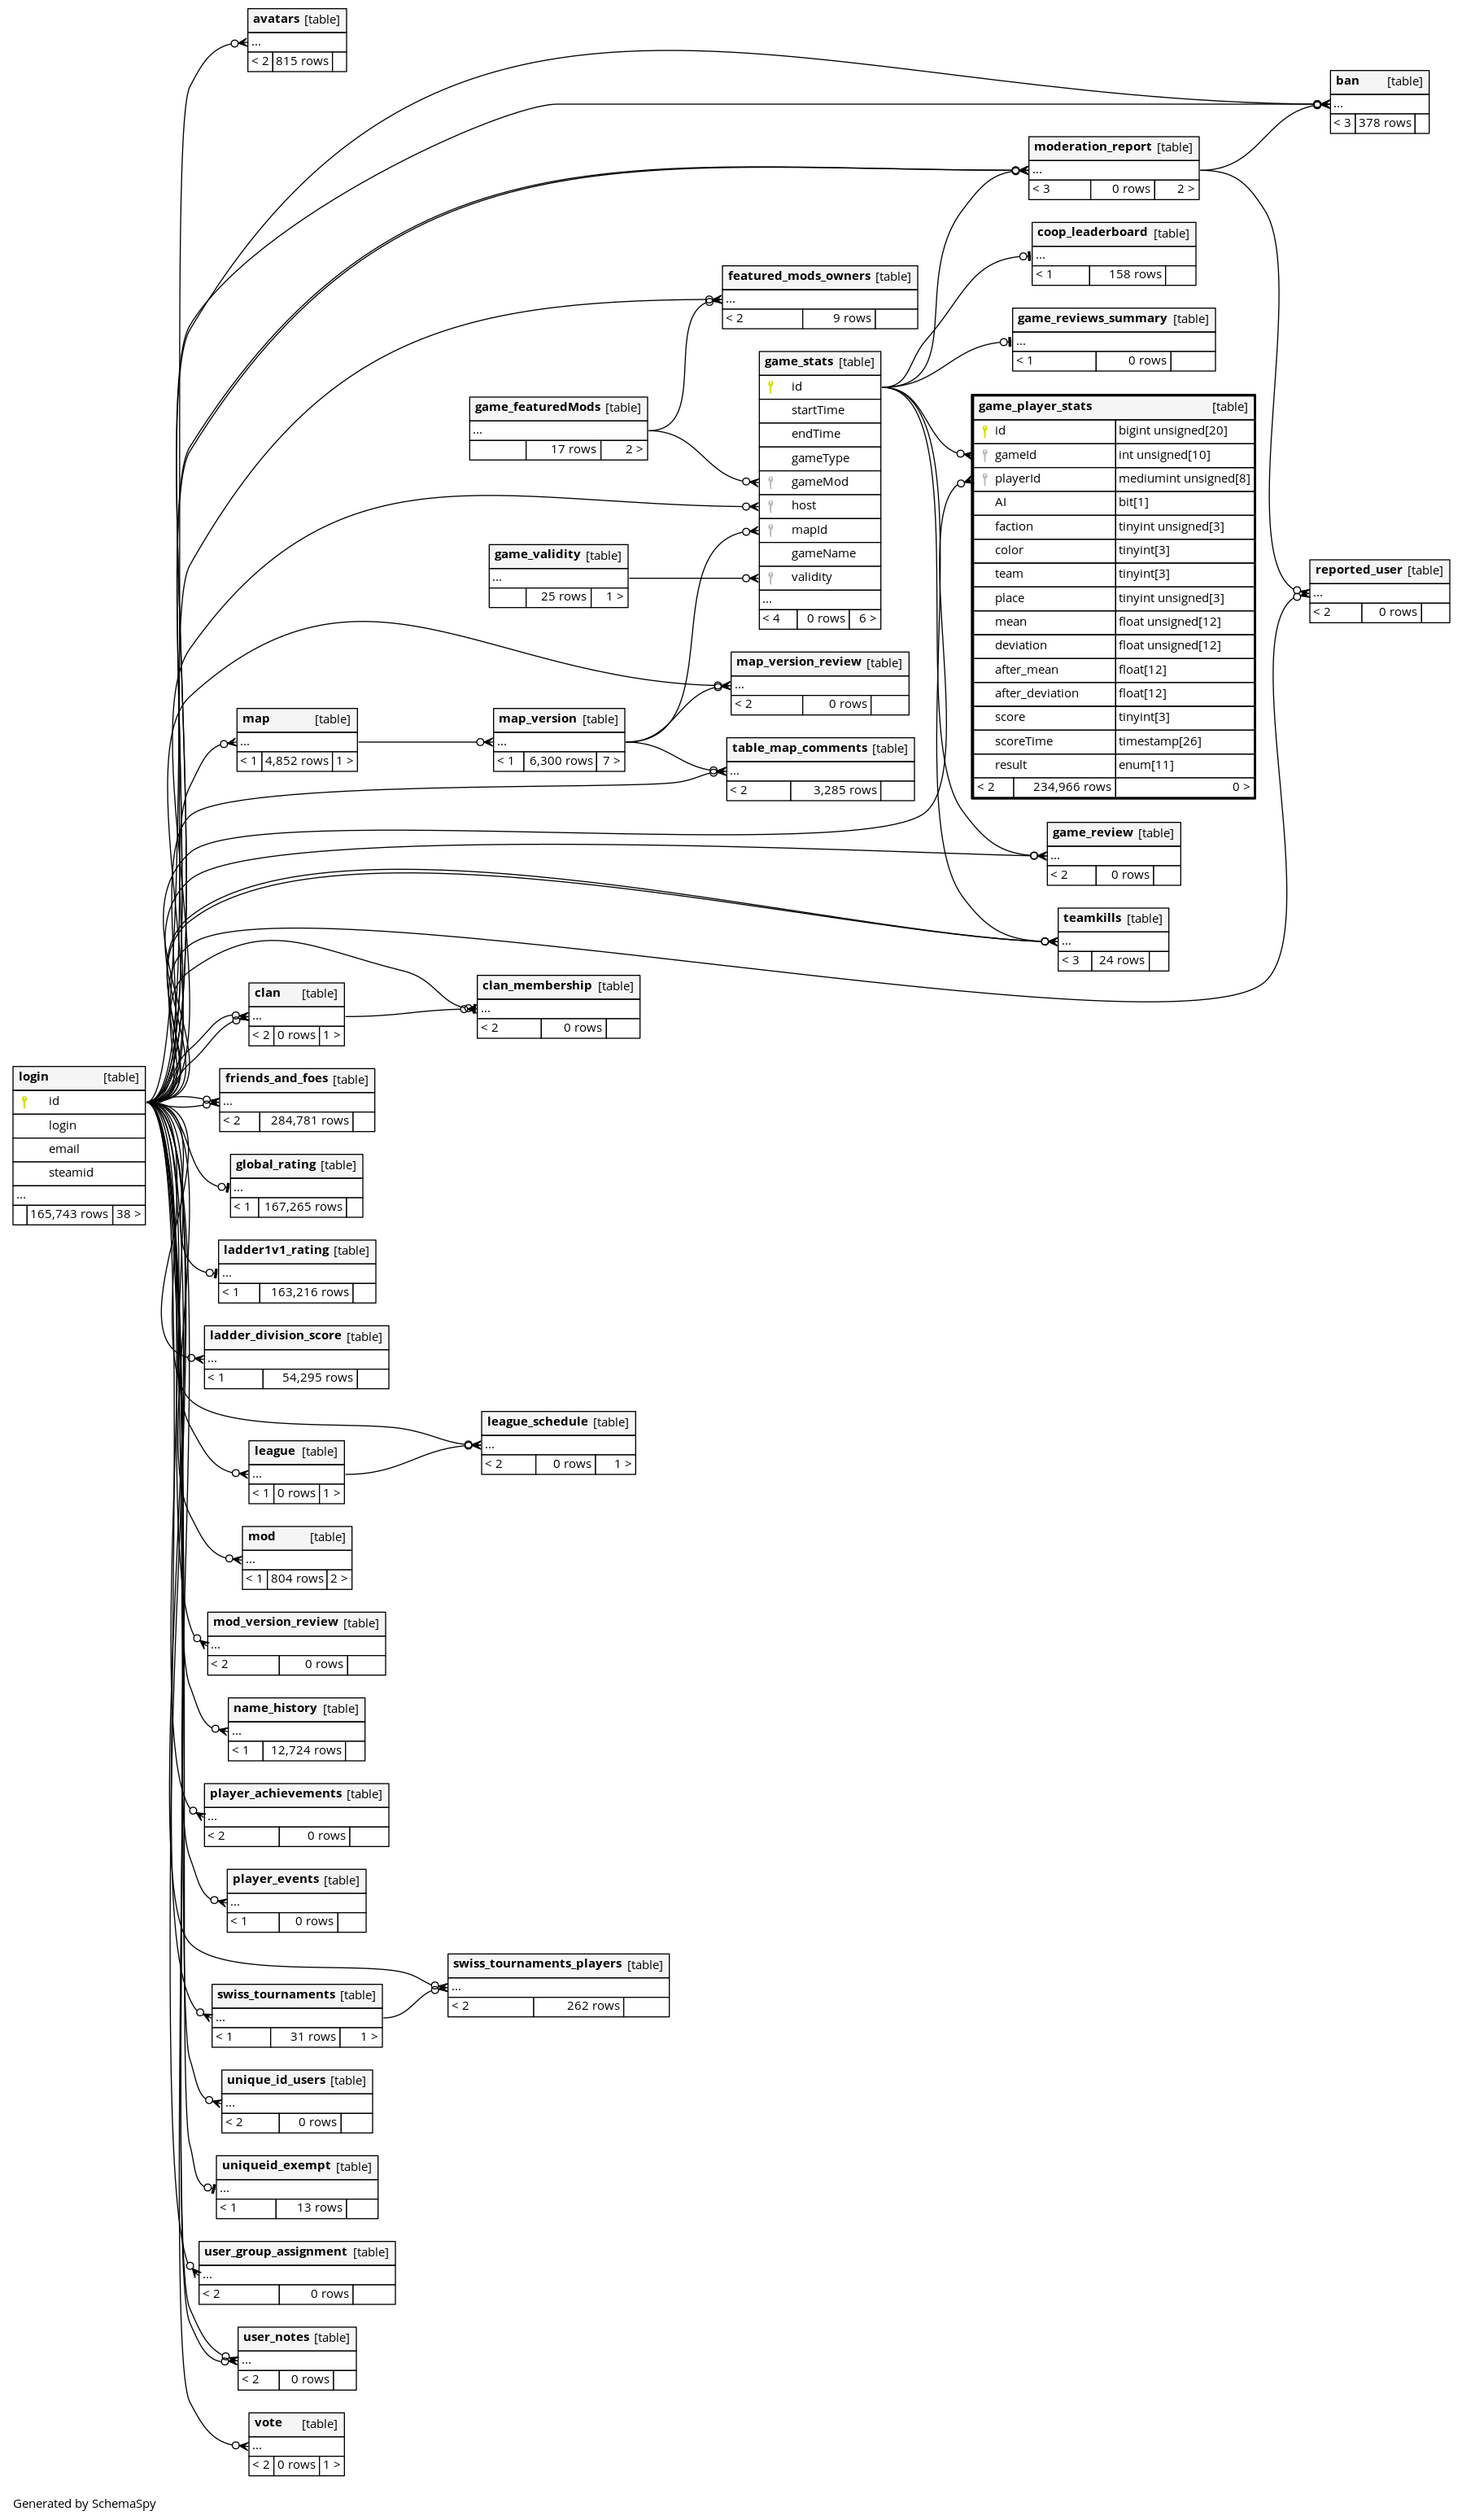 avatars [table]
...
< 2 815 rows
ban [table]
...
< 3 378 rows
moderation_report [table]
...
< 3 0 rows 2 >
coop_leaderboard [table]
...
< 1 158 rows
featured_mods_owners [table]
...
< 2 9 rows
game_reviews_summary [table]
...
< 1 0 rows
game_stats [table]
id
startTime
endTime
gameType
gameMod
host
mapId
gameName
validity
...
< 4 0 rows 6 >
game_featuredMods [table]
...
17 rows 2 >
game_player_stats [table]
id bigint unsigned[20]
gameId int unsigned[10]
playerId mediumint unsigned[8]
AI bit[1]
faction tinyint unsigned[3]
color tinyint[3]
team tinyint[3]
place tinyint unsigned[3]
mean float unsigned[12]
deviation float unsigned[12]
after_mean float[12]
after_deviation float[12]
score tinyint[3]
scoreTime timestamp[26]
result enum[11]
< 2 234,966 rows 0 >
game_validity [table]
...
25 rows 1 >
reported_user [table]
...
< 2 0 rows
map_version_review [table]
...
< 2 0 rows
map [table]
...
< 1 4,852 rows 1 >
map_version [table]
...
< 1 6,300 rows 7 >
table_map_comments [table]
...
< 2 3,285 rows
game_review [table]
...
< 2 0 rows
teamkills [table]
...
< 3 24 rows
clan [table]
...
< 2 0 rows 1 >
clan_membership [table]
...
< 2 0 rows
login [table]
id
login
email
steamid
...
165,743 rows 38 >
friends_and_foes [table]
...
< 2 284,781 rows
global_rating [table]
...
< 1 167,265 rows
ladder1v1_rating [table]
...
< 1 163,216 rows
ladder_division_score [table]
...
< 1 54,295 rows
league_schedule [table]
...
< 2 0 rows 1 >
league [table]
...
< 1 0 rows 1 >
mod [table]
...
< 1 804 rows 2 >
mod_version_review [table]
...
< 2 0 rows
name_history [table]
...
< 1 12,724 rows
player_achievements [table]
...
< 2 0 rows
player_events [table]
...
< 1 0 rows
swiss_tournaments_players [table]
...
< 2 262 rows
swiss_tournaments [table]
...
< 1 31 rows 1 >
unique_id_users [table]
...
< 2 0 rows
uniqueid_exempt [table]
...
< 1 13 rows
user_group_assignment [table]
...
< 2 0 rows
user_notes [table]
...
< 2 0 rows
vote [table]
...
< 2 0 rows 1 >
Generated by SchemaSpy